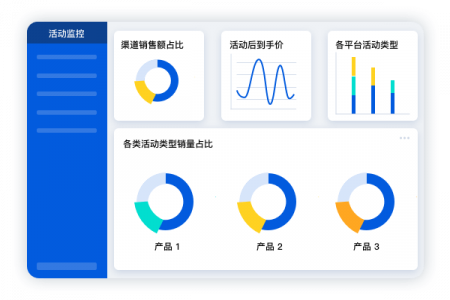 活动监控
渠道销售额占比
活动后到手价
各平台活动类型
各类活动类型销量占比
产品 1
产品 2
产品 3